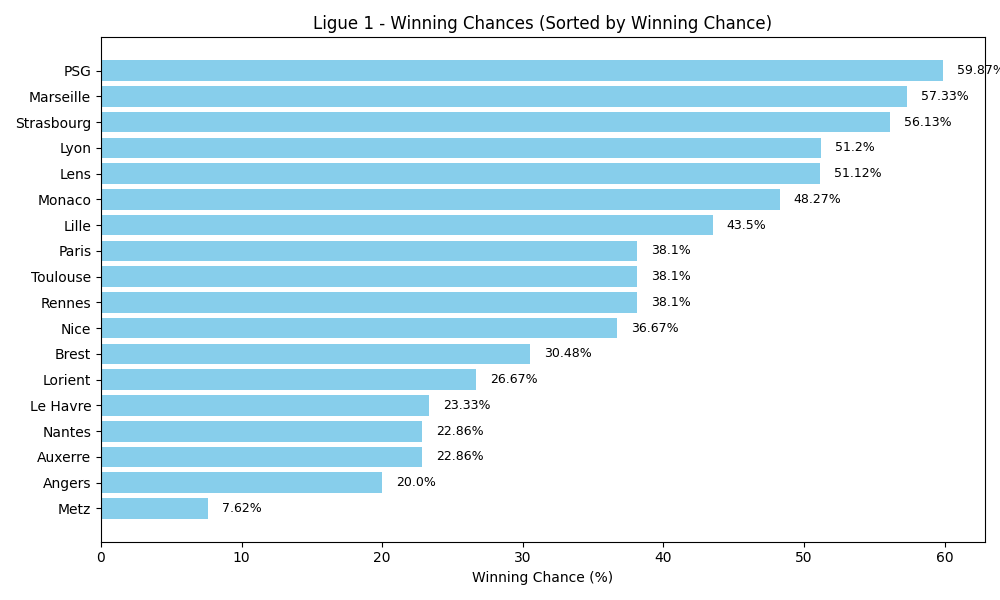 Ligue 1 - Winning Chances (Sorted by Winning Chance)
PSG 59.87%
Marseille 57.33%
Strasbourg 56.13%
Lyon 51.2%
Lens 51.12%
Monaco 48.27%
Lille 43.5%
Paris 38.1%
Toulouse 38.1%
Rennes 38.1%
Nice 36.67%
Brest 30.48%
Lorient 26.67%
Le Havre 23.33%
Nantes 22.86%
Auxerre 22.86%
Angers 20.0%
Metz 7.62%
0 10 20 30 40 50 60
Winning Chance (%)